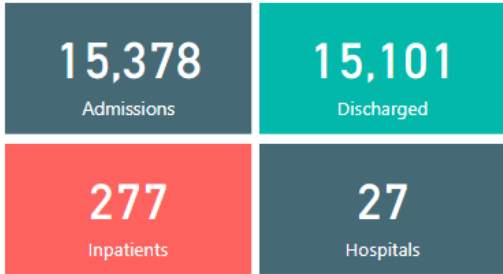 15,378
Admissions
15,101
Discharged
277
Inpatients
27
Hospitals